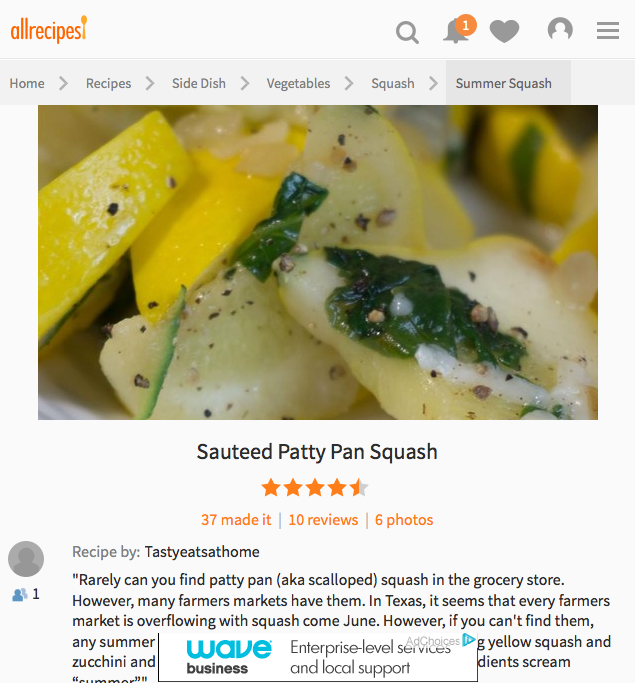 allrecipes
1
Home
Recipes
Side Dish
Vegetables
Squash
Summer Squash
Sauteed Patty Pan Squash
37 made it | 10 reviews | 6 photos
Recipe by: Tastyeatsathome
1
"Rarely can you find patty pan (aka scalloped) squash in the grocery store.
However, many farmers markets have them. In Texas, it seems that every farmers
market is overflowing with squash come June. However, if you can't find them,
any summer
g yellow squash and
zucchini and
dients scream
"summer”"
AdChoices
wave
business
Enterprise-level services
and local support